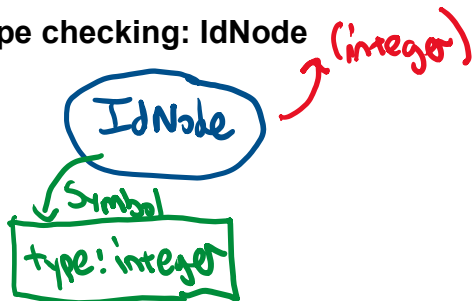 pe checking: IdNode
(integer)
IdNode
Symbol
type: integer